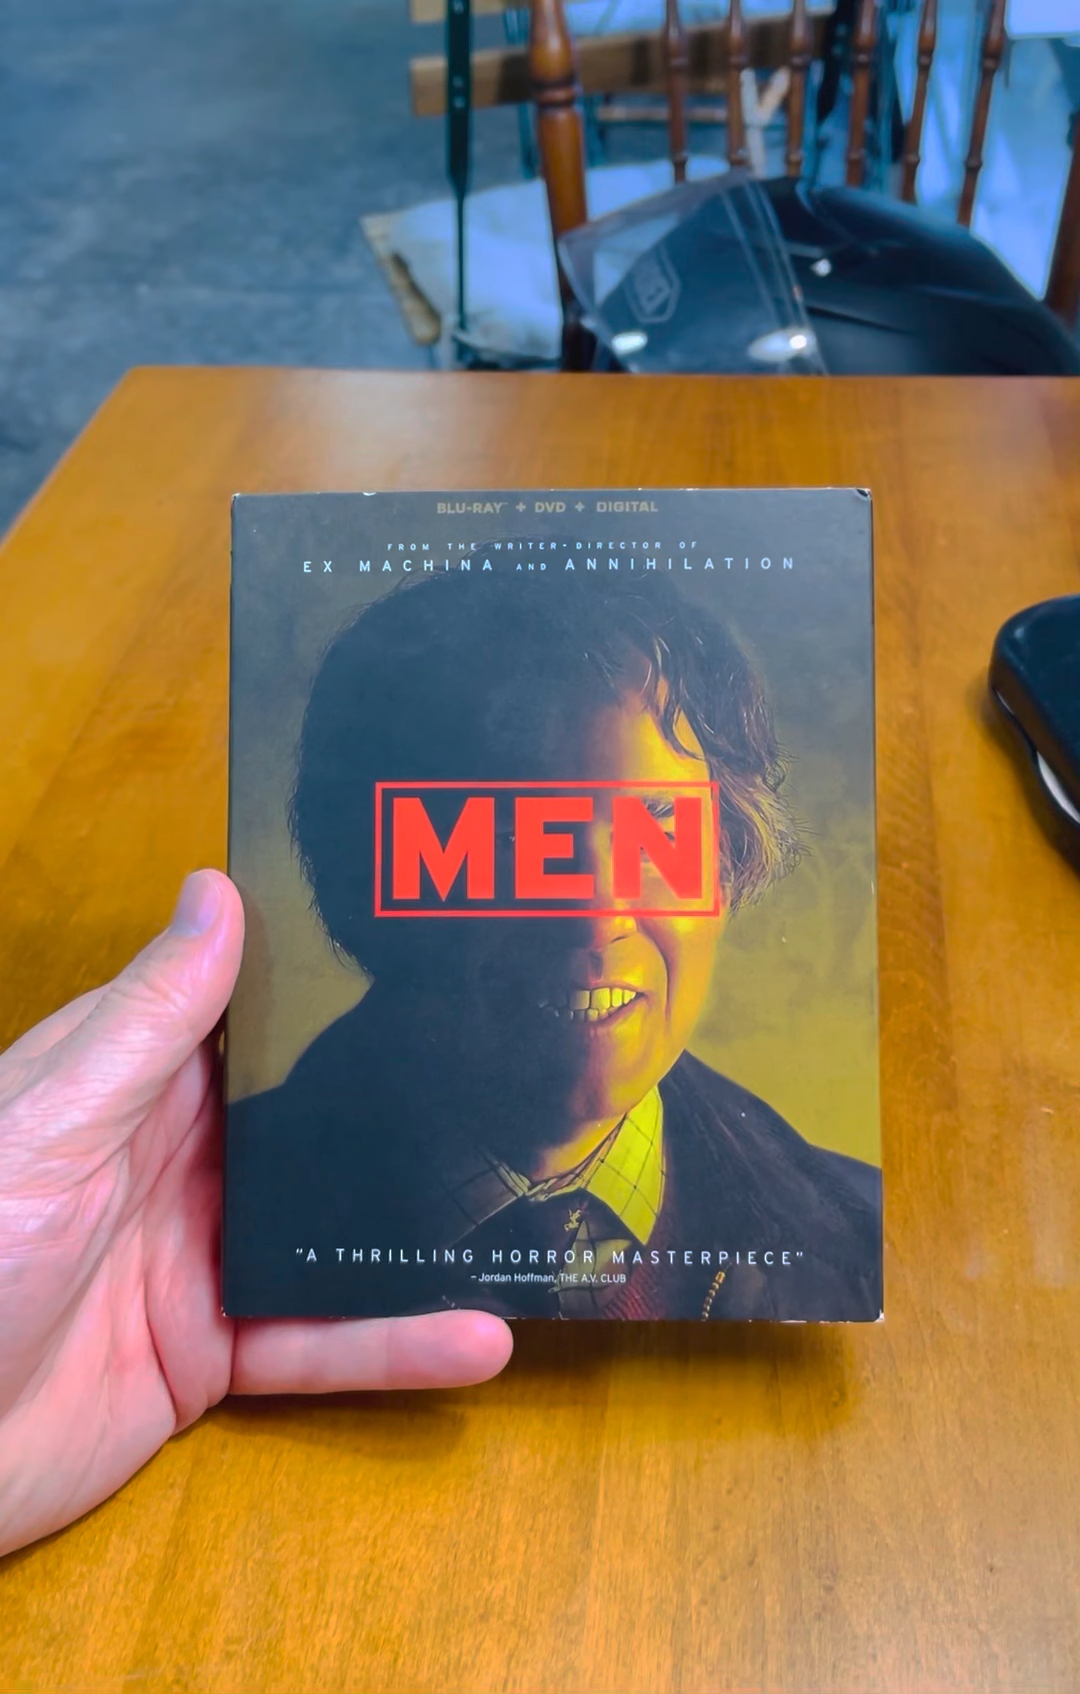 BLU-RAY™ + DVD + DIGITAL
FROM THE WRITER-DIRECTOR OF
EX MACHINA AND ANNIHILATION
MEN
"A THRILLING HORROR MASTERPIECE"
– Jordan Hoffman, THE A.V. CLUB